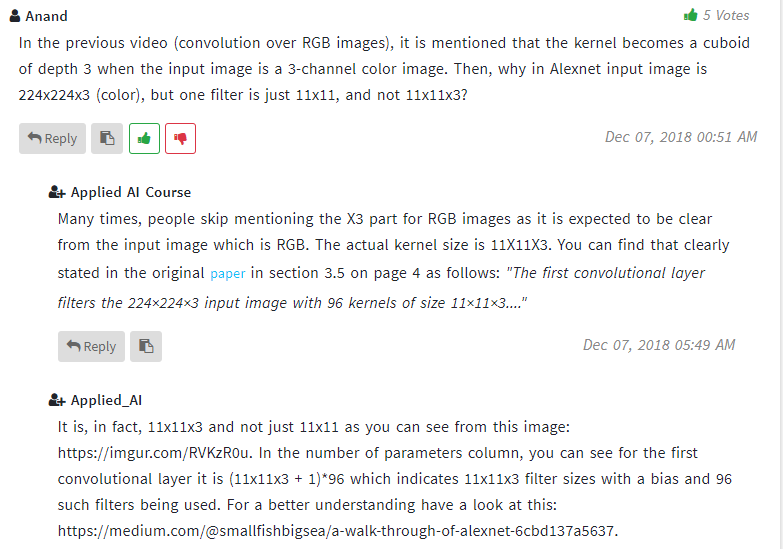 Anand
5 Votes
In the previous video (convolution over RGB images), it is mentioned that the kernel becomes a cuboid
of depth 3 when the input image is a 3-channel color image. Then, why in Alexnet input image is
224x224x3 (color), but one filter is just 11x11, and not 11x11x3?
Reply
Dec 07, 2018 00:51 AM
Applied AI Course
Many times, people skip mentioning the X3 part for RGB images as it is expected to be clear
from the input image which is RGB. The actual kernel size is 11X11X3. You can find that clearly
stated in the original paper in section 3.5 on page 4 as follows: "The first convolutional layer
filters the 224×224×3 input image with 96 kernels of size 11×11×3...."
Reply
Dec 07, 2018 05:49 AM
Applied_AI
It is, in fact, 11x11x3 and not just 11x11 as you can see from this image:
https://imgur.com/RVKzR0u. In the number of parameters column, you can see for the first
convolutional layer it is (11x11x3 + 1)*96 which indicates 11x11x3 filter sizes with a bias and 96
such filters being used. For a better understanding have a look at this:
https://medium.com/@smallfishbigsea/a-walk-through-of-alexnet-6cbd137a5637.